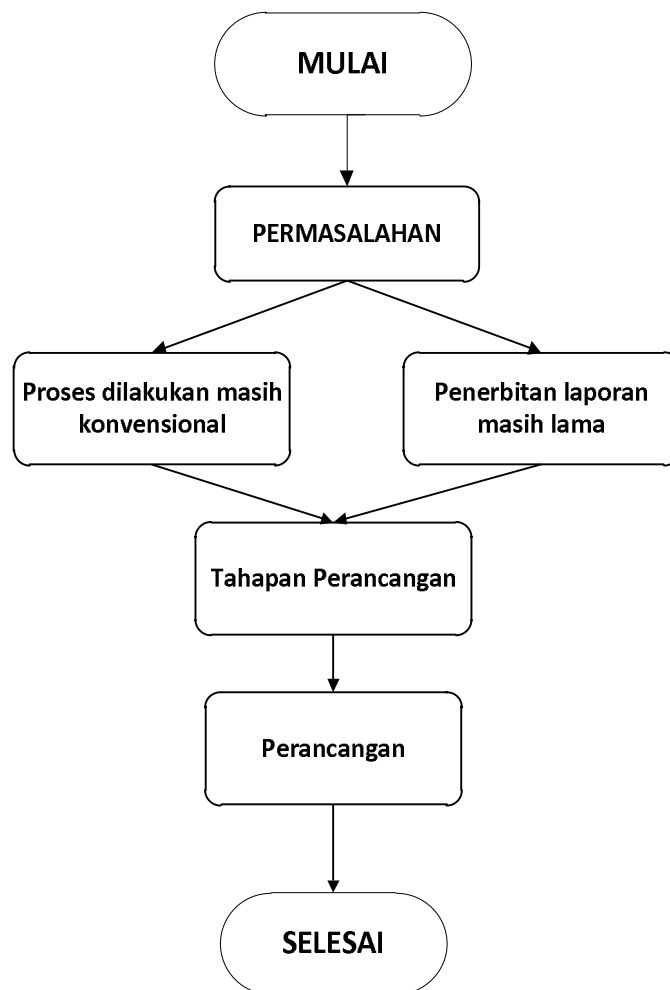 MULAI
PERMASALAHAN
Proses dilakukan masih
konvensional
Penerbitan laporan
masih lama
Tahapan Perancangan
Perancangan
SELESAI